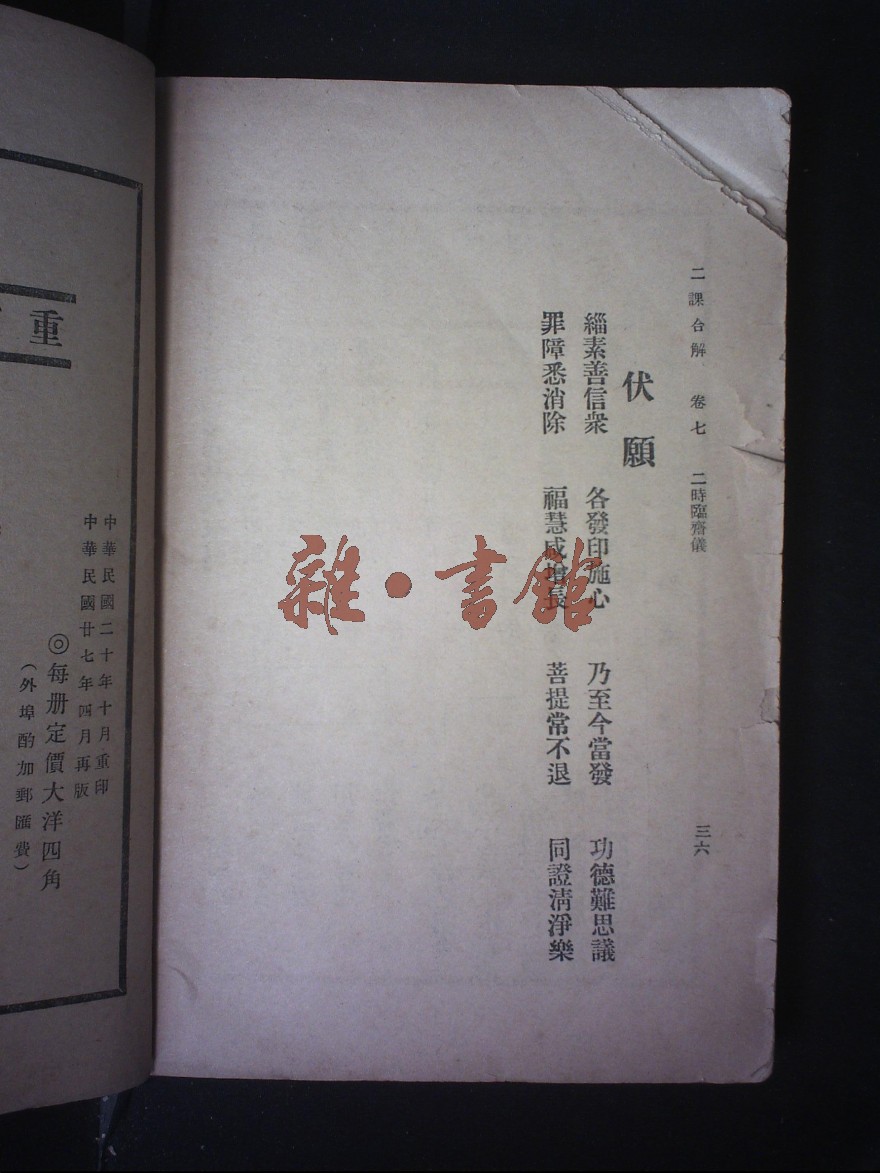 二課合解 卷七 二時臨齋儀 三六
伏願
緇素善信衆 各發印施心 乃至今當發 功德難思議
罪障悉消除 福慧咸增長 菩提常不退 同證淸淨樂
雜·書館
中華民國二十年十月重印
中華民國廿七年四月再版
◎每册定價大洋四角
(外埠酌加郵匯費)
重